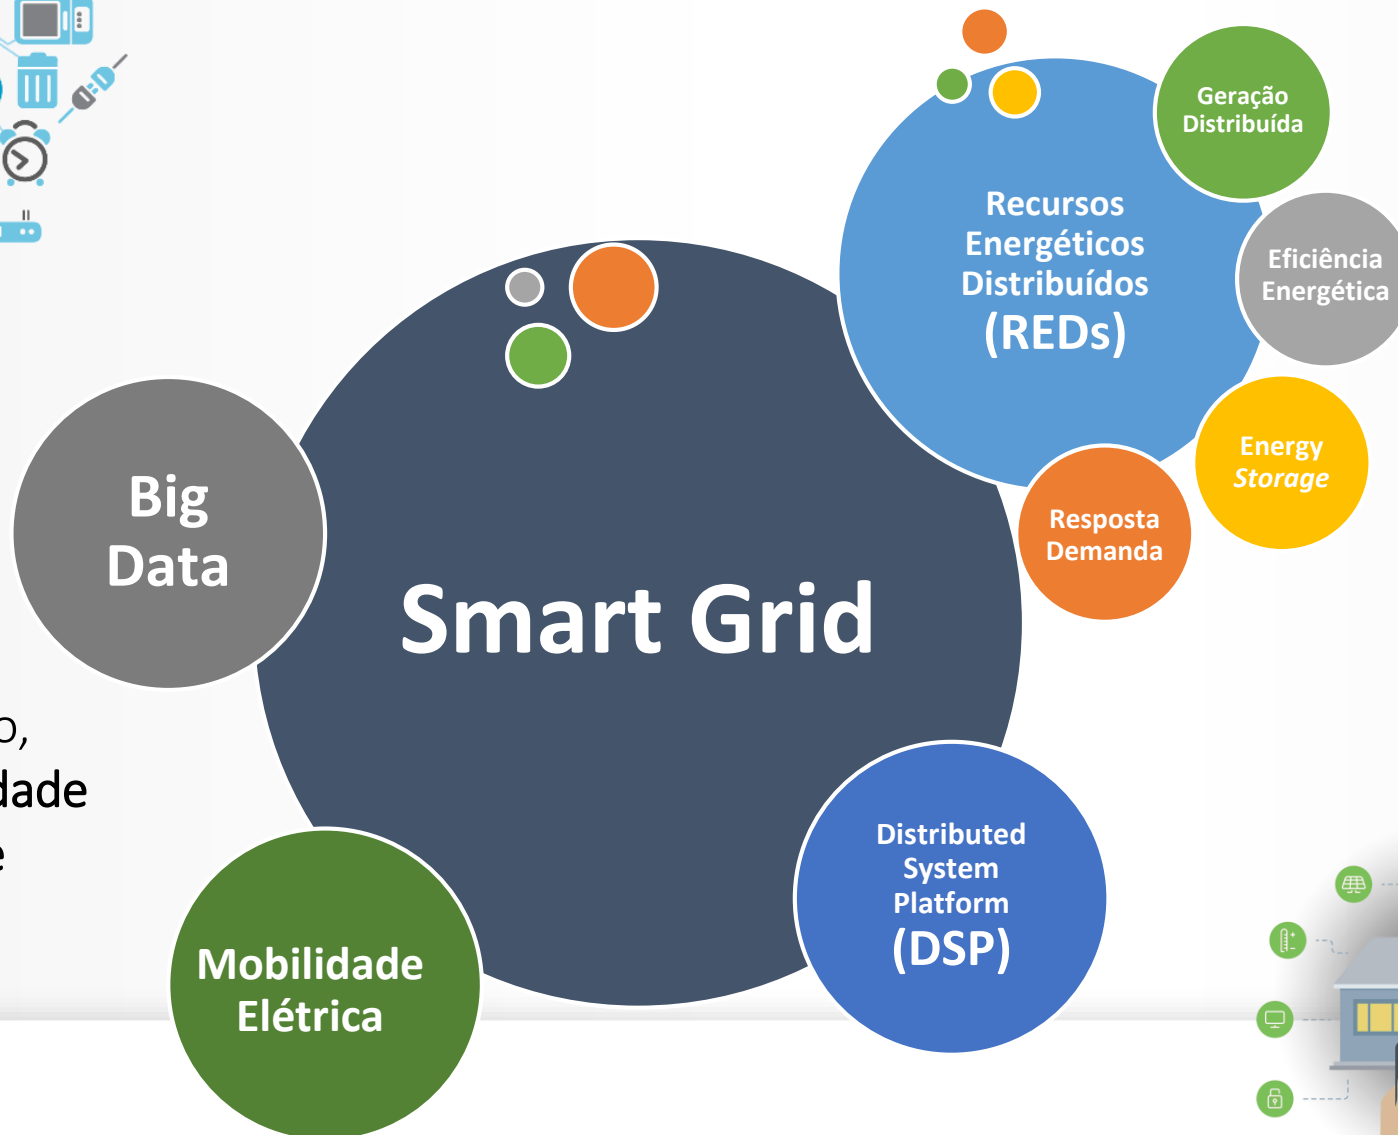 Geração
Distribuída
Recursos
Energéticos
Distribuídos
(REDs)
Eficiência
Energética
Energy
Storage
Resposta
Demanda
Big
Data
Smart Grid
Distributed
System
Platform
(DSP)
Mobilidade
Elétrica